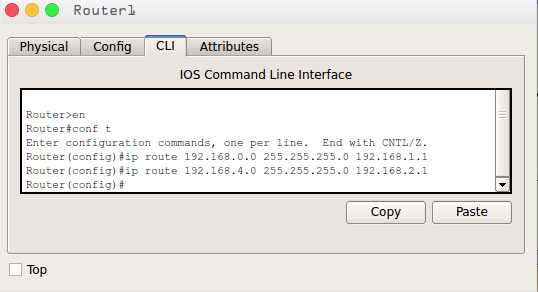 Router1
Physical Config CLI Attributes
IOS Command Line Interface
Router>en
Router#conf t
Enter configuration commands, one per line.  End with CNTL/Z.
Router(config)#ip route 192.168.0.0 255.255.255.0 192.168.1.1
Router(config)#ip route 192.168.4.0 255.255.255.0 192.168.2.1
Router(config)#
Copy Paste
Top